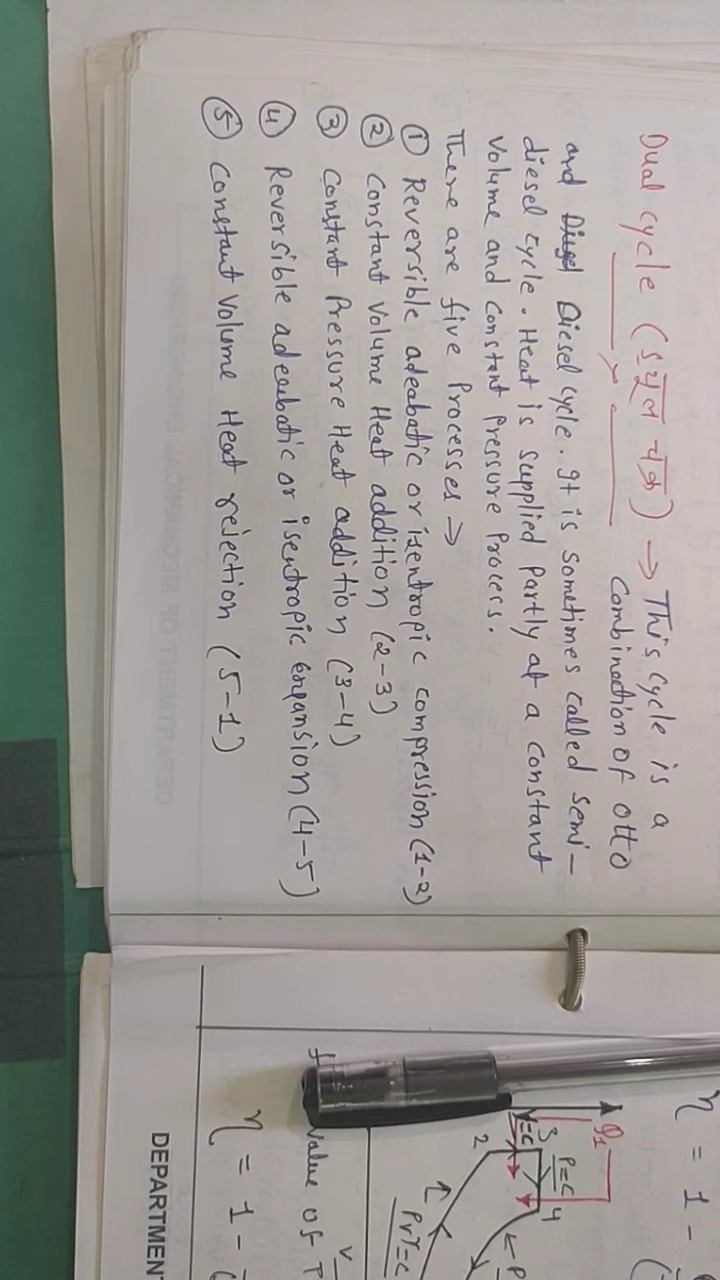 Dual cycle (ड्यूल चक्र) → This cycle is a
Combination of otto
and Diesel cycle. It is sometimes called semi-
diesel cycle. Heat is supplied Partly at a constant
Volume and constant Pressure Process.
There are five Processes →
① Reversible adeabatic or isentropic compression (1-2)
② Constant Volume Heat addition (2-3)
③ Constant Pressure Heat addition (3-4)
④ Reversible adeabatic or isentropic expansion (4-5)
⑤ Constant Volume Heat rejection (5-1)
η = 1 - (
3 P=C 4
V=C
2
PVʳ=C
value of
η = 1 -
DEPARTMEN